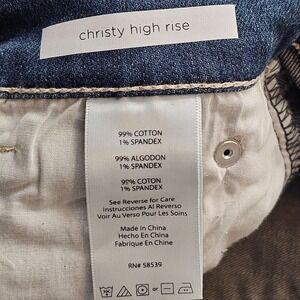 christy high rise
99% COTTON
1% SPANDEX
99% ALGODON
1% SPANDEX
99% COTON
1% SPANDEX
See Reverse for Care
Instrucciones Al Reverso
Voir Au Verso Pour Les Soins
Made In China
Hecho En China
Fabriqué En Chine
RN# 58539